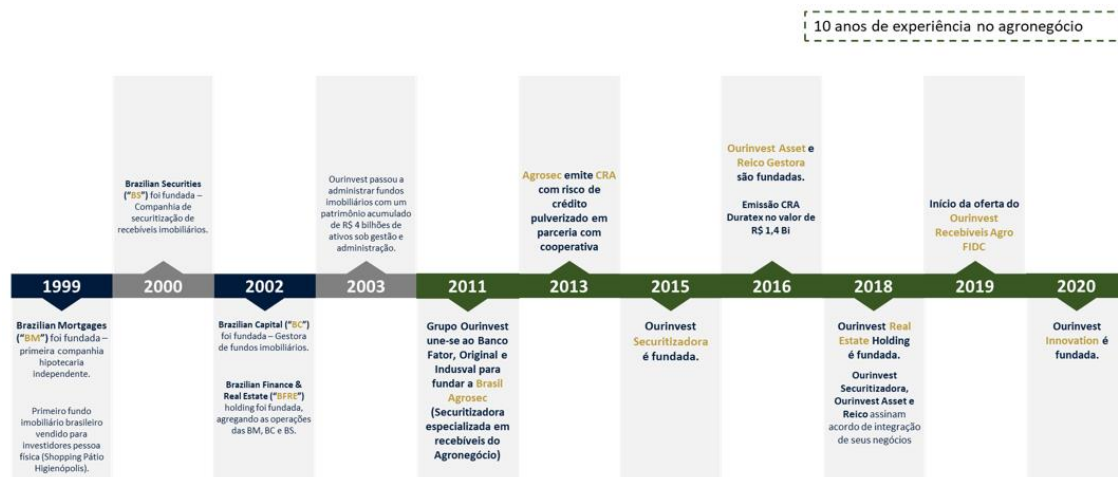 10 anos de experiência no agronegócio
Brazilian Securities
("BS") foi fundada –
Companhia de
securitização de
recebíveis imobiliários.
Ourinvest passou a
administrar fundos
imobiliários com um
patrimônio acumulado
de R$ 4 bilhões de
ativos sob gestão e
administração.
Agrosec emite CRA
com risco de
crédito
pulverizado em
parceria com
cooperativa
Ourinvest Asset e
Reico Gestora
são fundadas.
Emissão CRA
Duratex no valor de
R$ 1,4 Bi
Início da oferta do
Ourinvest
Recebíveis Agro
FIDC
1999 2000 2002 2003 2011 2013 2015 2016 2018 2019 2020
Brazilian Mortgages
("BM") foi fundada –
primeira companhia
hipotecaria
independente.
Primeiro fundo
imobiliário brasileiro
vendido para
investidores pessoa
física (Shopping Pátio
Higienópolis).
Brazilian Capital ("BC")
foi fundada – Gestora
de fundos imobiliários.
Brazilian Finance &
Real Estate ("BFRE")
holding foi fundada,
agregando as operações
das BM, BC e BS.
Grupo Ourinvest
une-se ao Banco
Fator, Original e
Indusval para
fundar a Brasil
Agrosec
(Securitizadora
especializada em
recebíveis do
Agronegócio)
Ourinvest
Securitizadora
é fundada.
Ourinvest Real
Estate Holding
é fundada.
Ourinvest
Securitizadora,
Ourinvest Asset e
Reico assinam
acordo de integração
de seus negócios
Ourinvest
Innovation é
fundada.